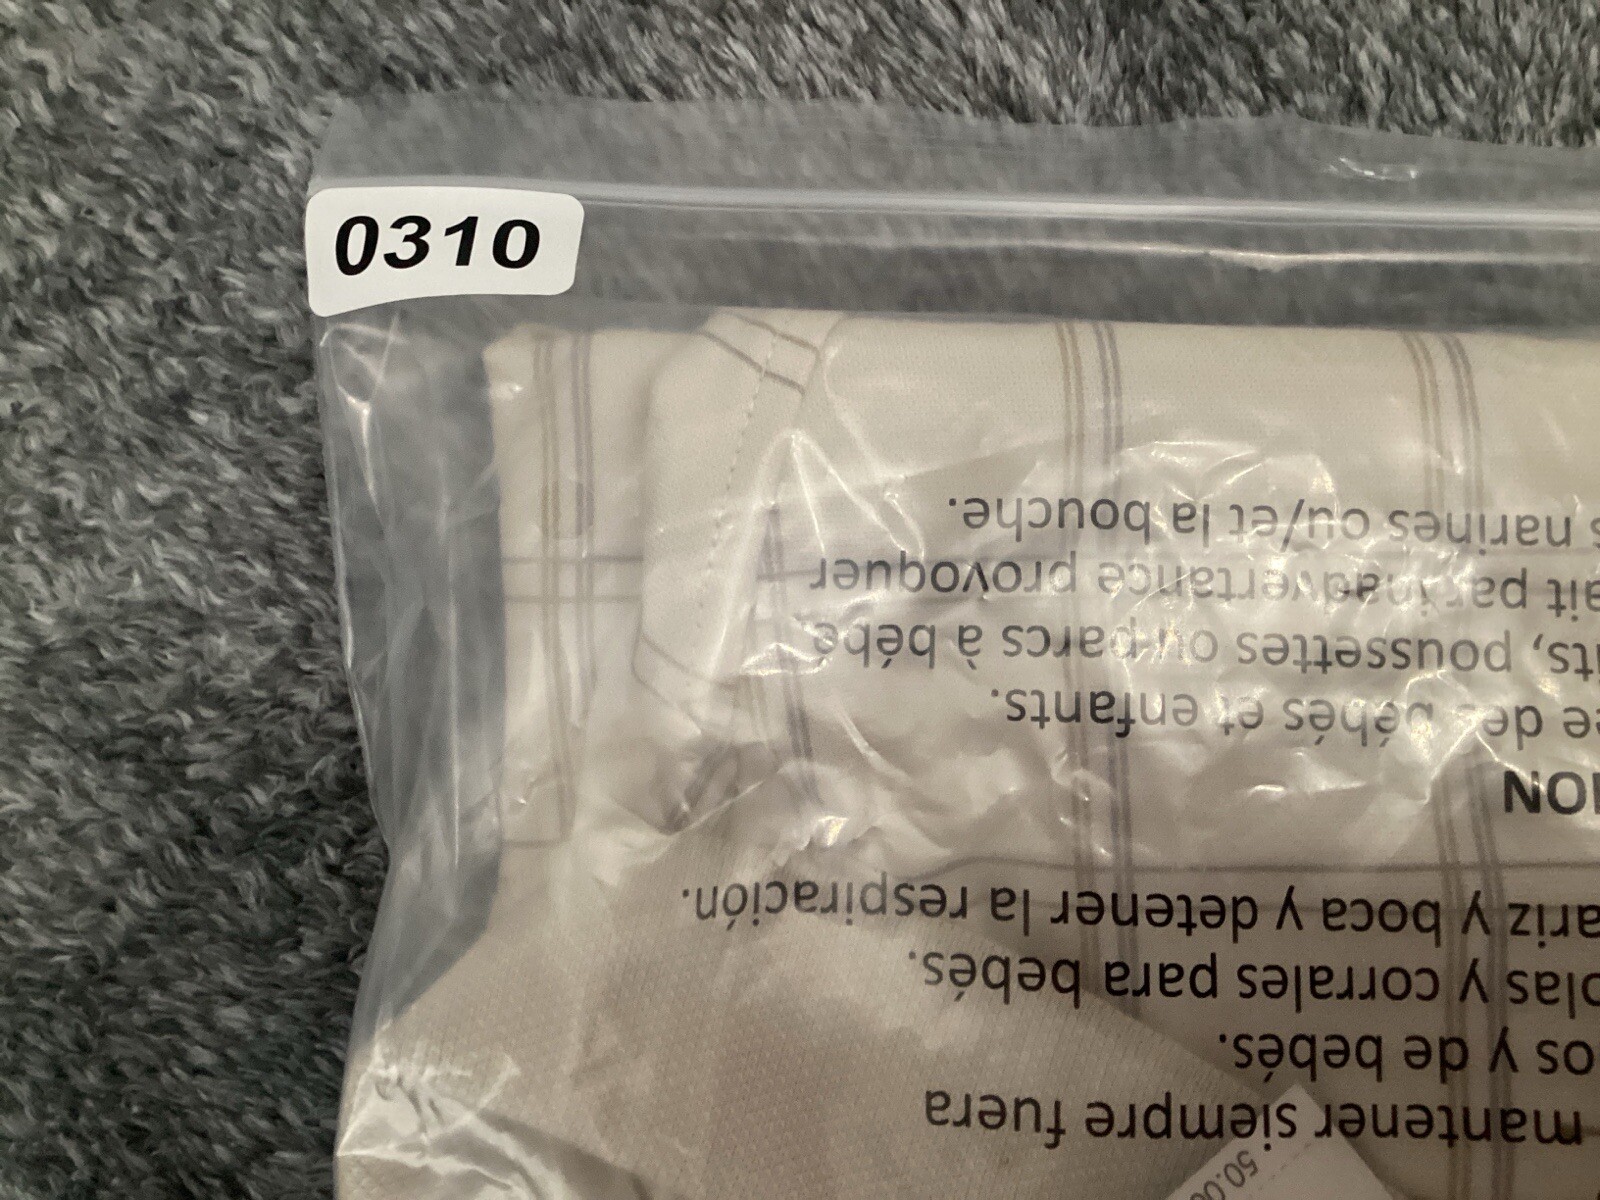 0310
mantener siempre fuera
os y de bebés.
olas y corrales para bebés.
ariz y boca y detener la respiración.
ION
ée des bébés et enfants.
its, poussettes ou parcs à bébé,
ait par inadvertance provoquer
s narines ou/et la bouche.